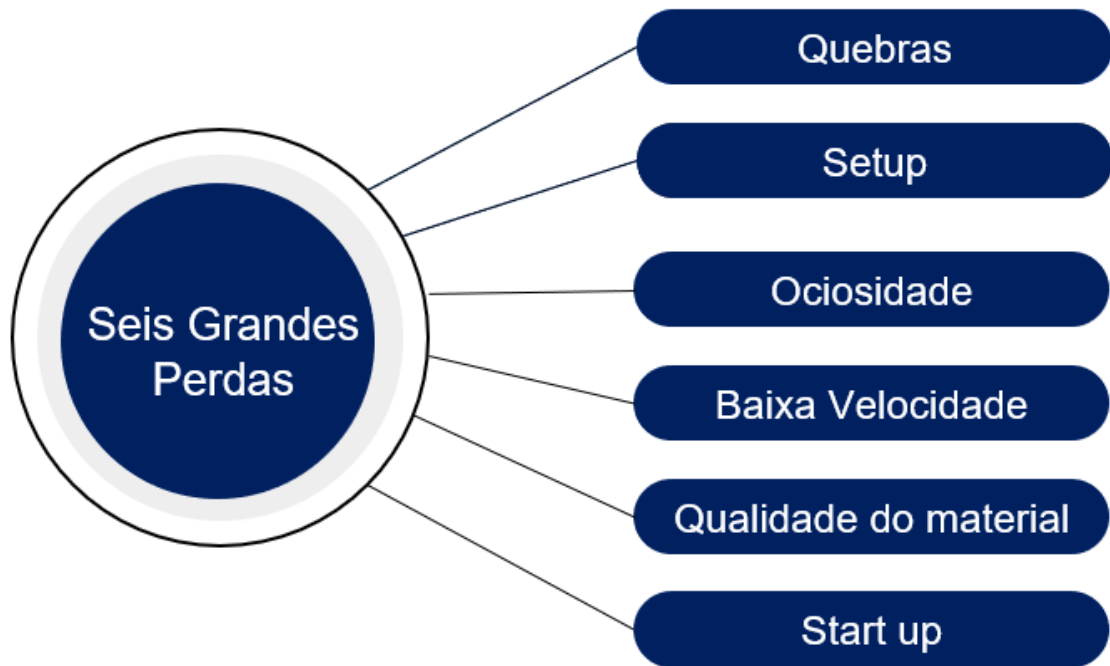 Seis Grandes
Perdas
Quebras
Setup
Ociosidade
Baixa Velocidade
Qualidade do material
Start up